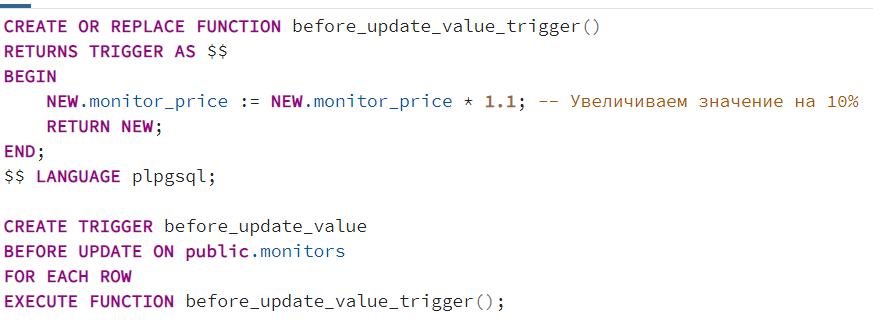 CREATE OR REPLACE FUNCTION before_update_value_trigger()
RETURNS TRIGGER AS $$
BEGIN
    NEW.monitor_price := NEW.monitor_price * 1.1; -- Увеличиваем значение на 10%
    RETURN NEW;
END;
$$ LANGUAGE plpgsql;

CREATE TRIGGER before_update_value
BEFORE UPDATE ON public.monitors
FOR EACH ROW
EXECUTE FUNCTION before_update_value_trigger();